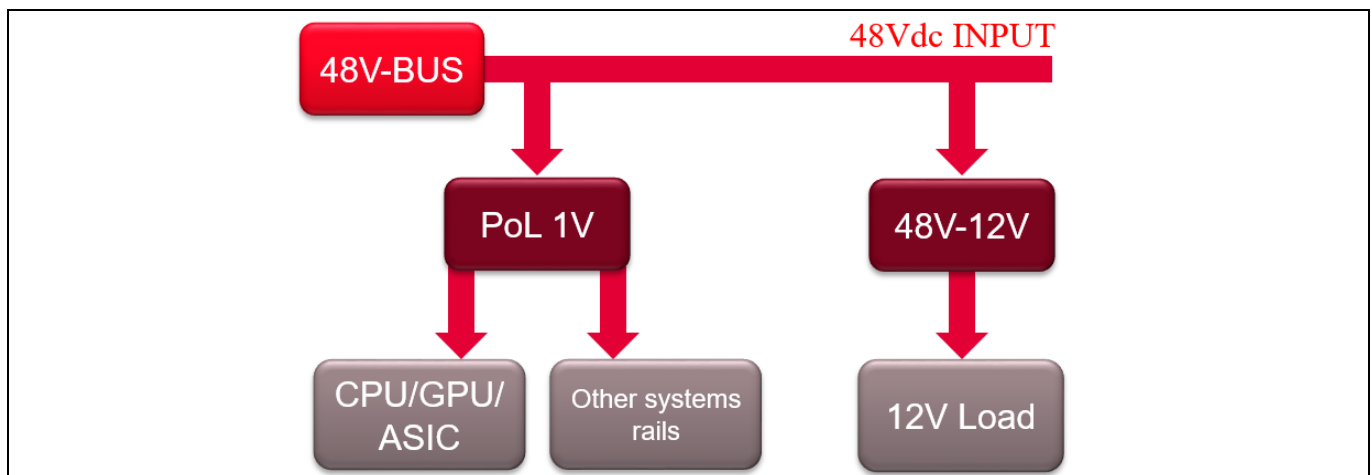 48Vdc INPUT
48V-BUS
PoL 1V
48V-12V
CPU/GPU/
ASIC
Other systems
rails
12V Load